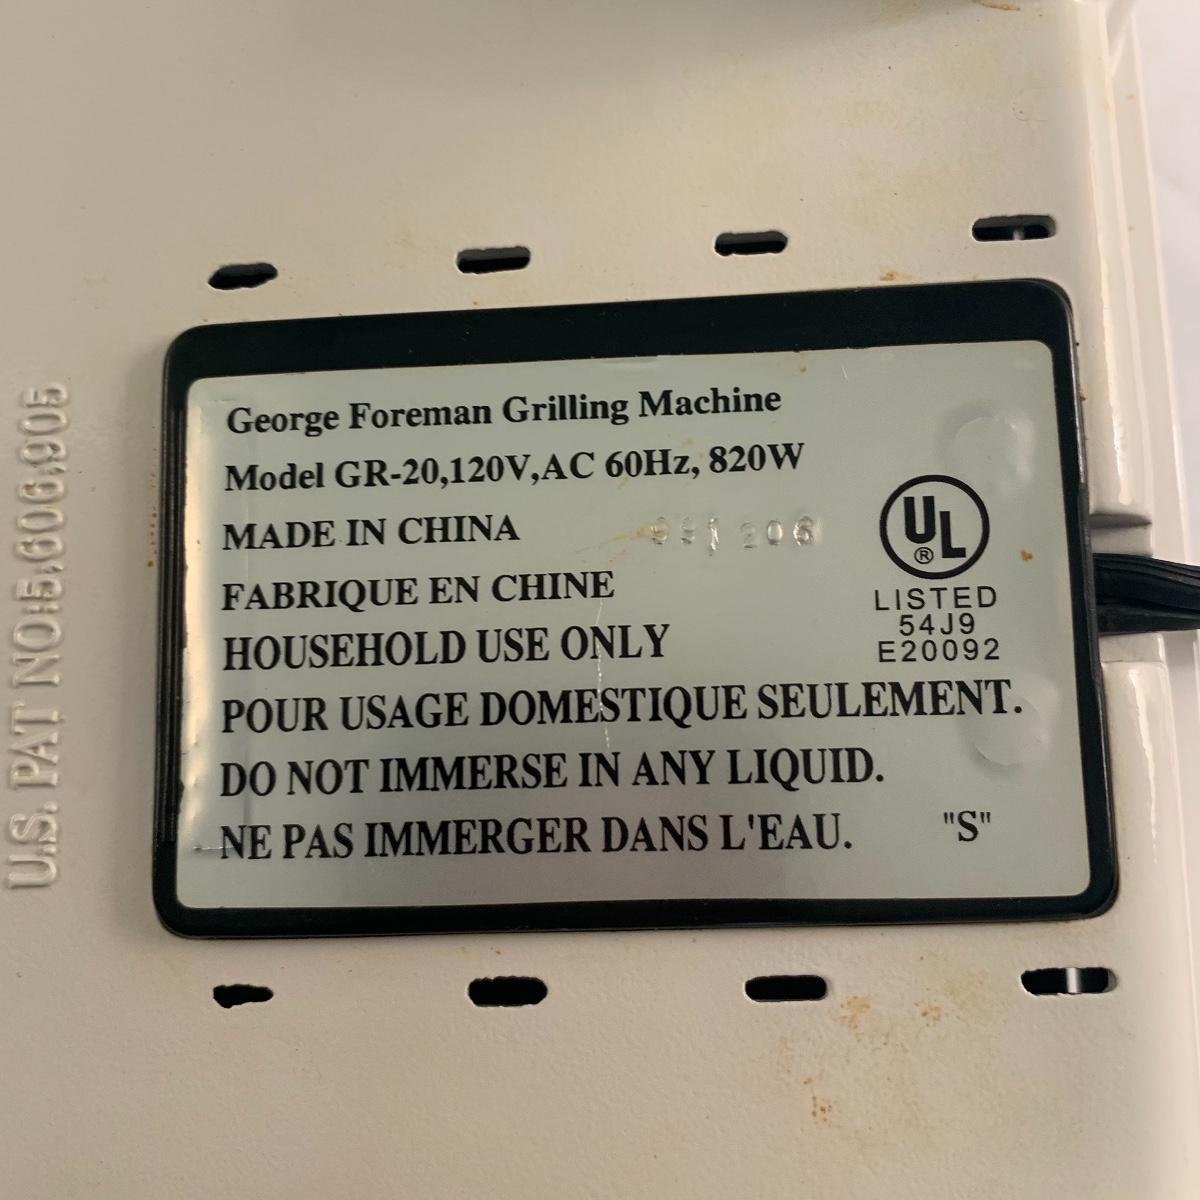 U.S. PAT NO:5,606,905
George Foreman Grilling Machine
Model GR-20,120V,AC 60Hz, 820W
MADE IN CHINA
991206
FABRIQUE EN CHINE
HOUSEHOLD USE ONLY
POUR USAGE DOMESTIQUE SEULEMENT.
DO NOT IMMERSE IN ANY LIQUID.
NE PAS IMMERGER DANS L'EAU. "S"
UL
®
LISTED
54J9
E20092